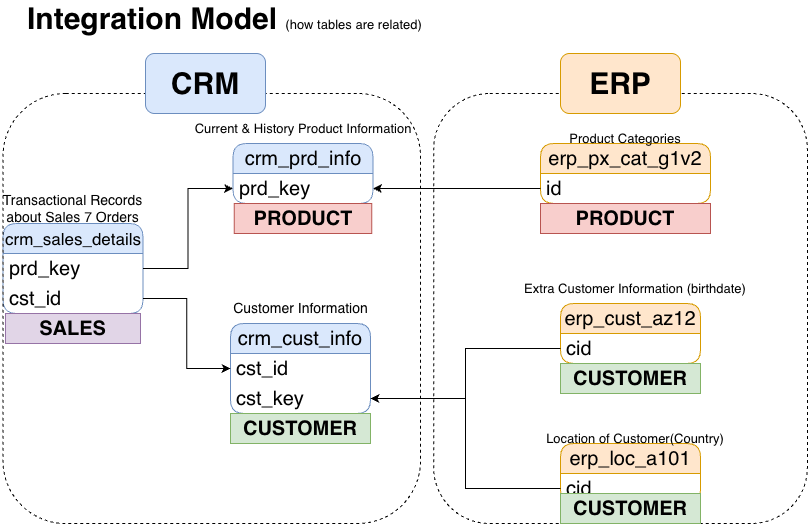 Integration Model (how tables are related)
CRM
ERP
Current & History Product Information
crm_prd_info
prd_key
PRODUCT
Product Categories
erp_px_cat_g1v2
id
PRODUCT
Transactional Records
about Sales 7 Orders
crm_sales_details
prd_key
cst_id
SALES
Customer Information
crm_cust_info
cst_id
cst_key
CUSTOMER
Extra Customer Information (birthdate)
erp_cust_az12
cid
CUSTOMER
Location of Customer(Country)
erp_loc_a101
cid
CUSTOMER